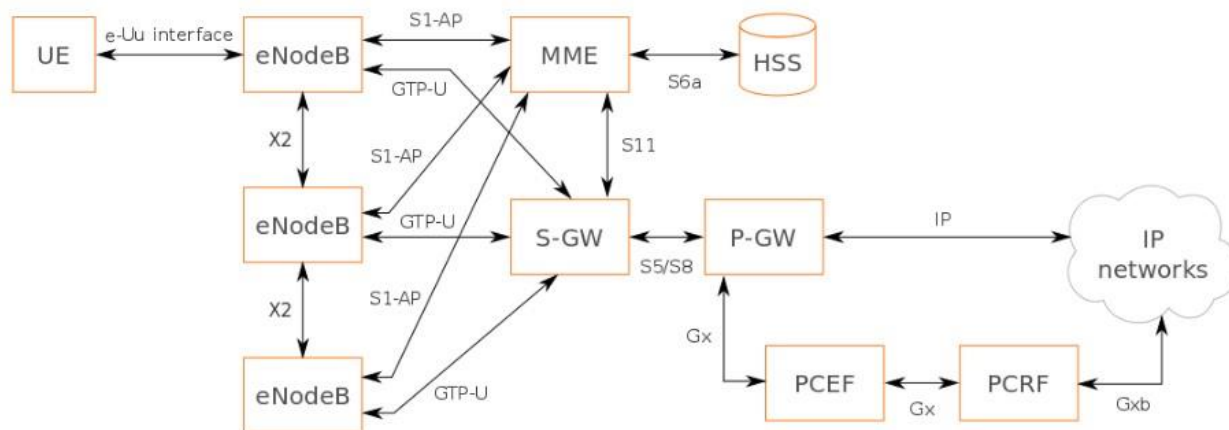 S1-AP
e-Uu interface
UE
eNodeB
MME
HSS
S6a
GTP-U
X2
S11
S1-AP
eNodeB
GTP-U
S-GW
P-GW
IP
IP
networks
S5/S8
X2
S1-AP
Gx
eNodeB
GTP-U
PCEF
PCRF
Gx
Gxb